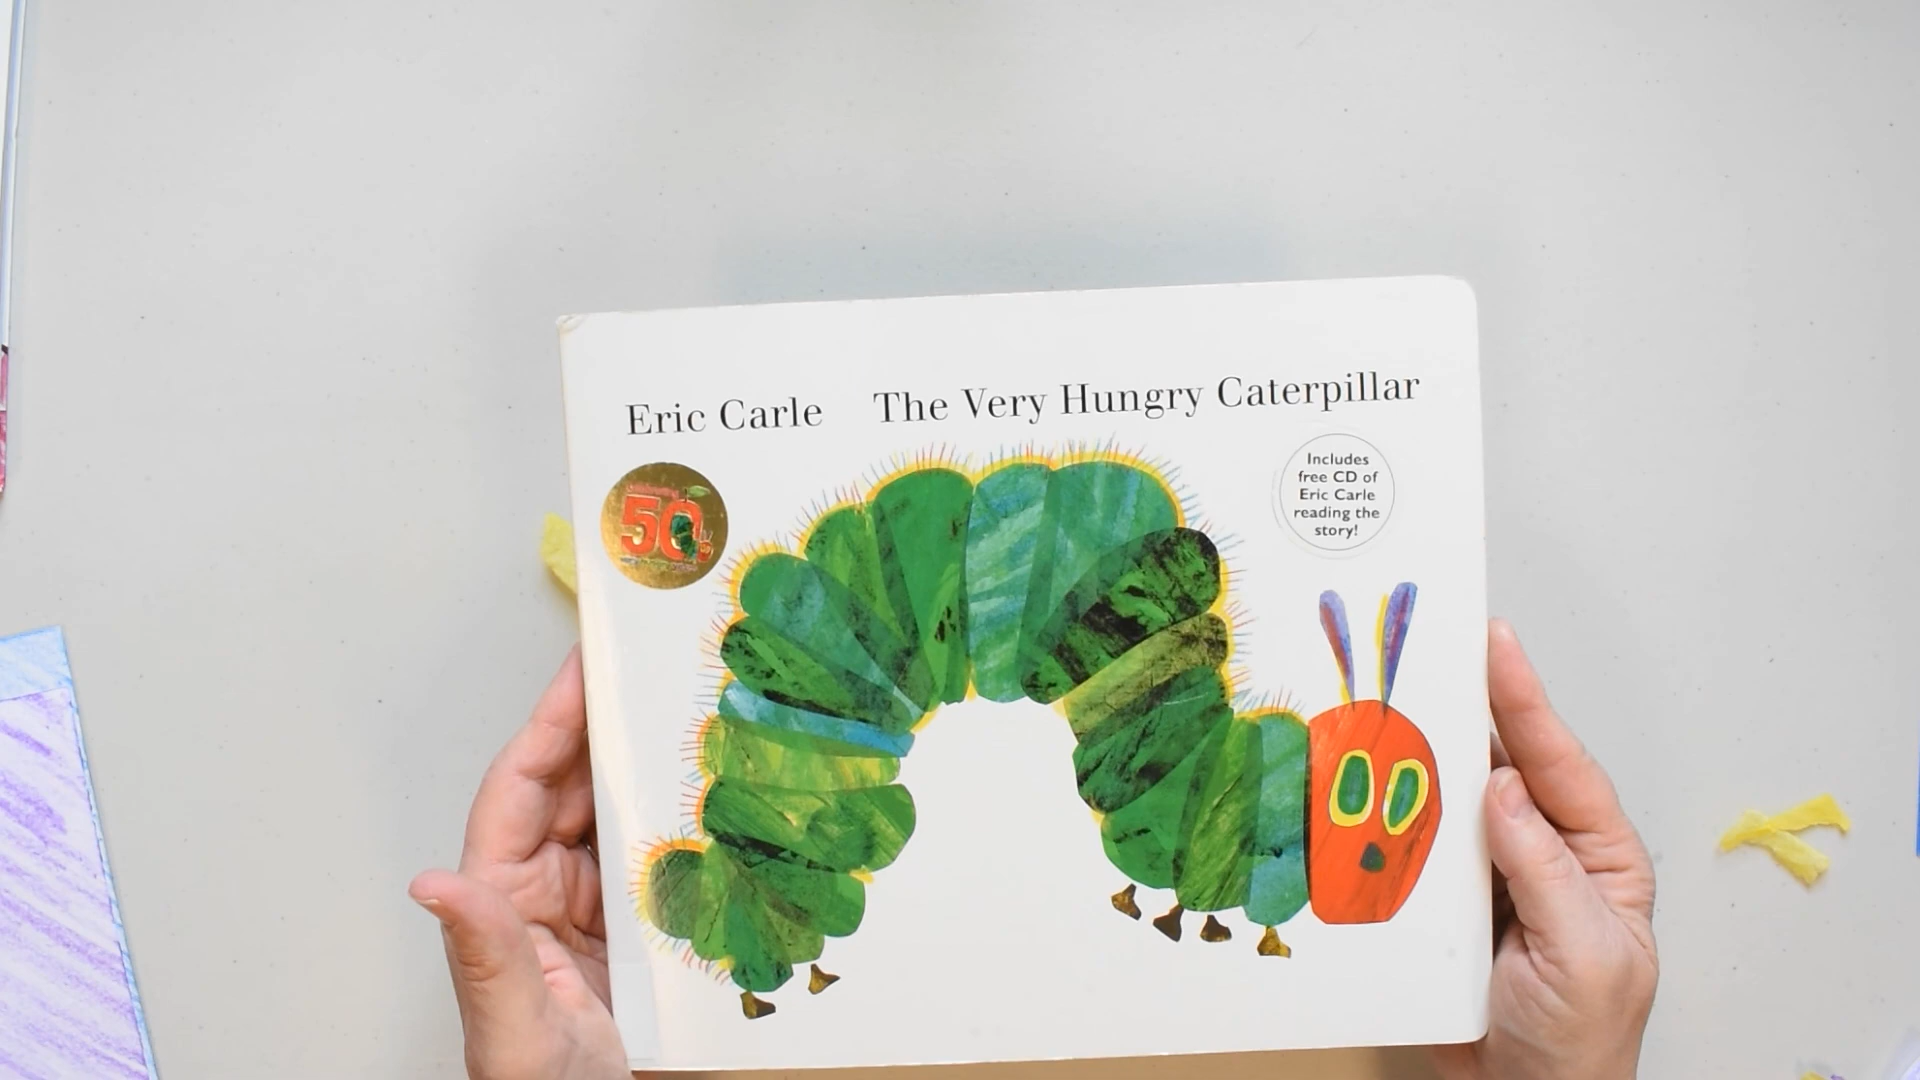 Eric Carle The Very Hungry Caterpillar
50
Includes
free CD of
Eric Carle
reading the
story!